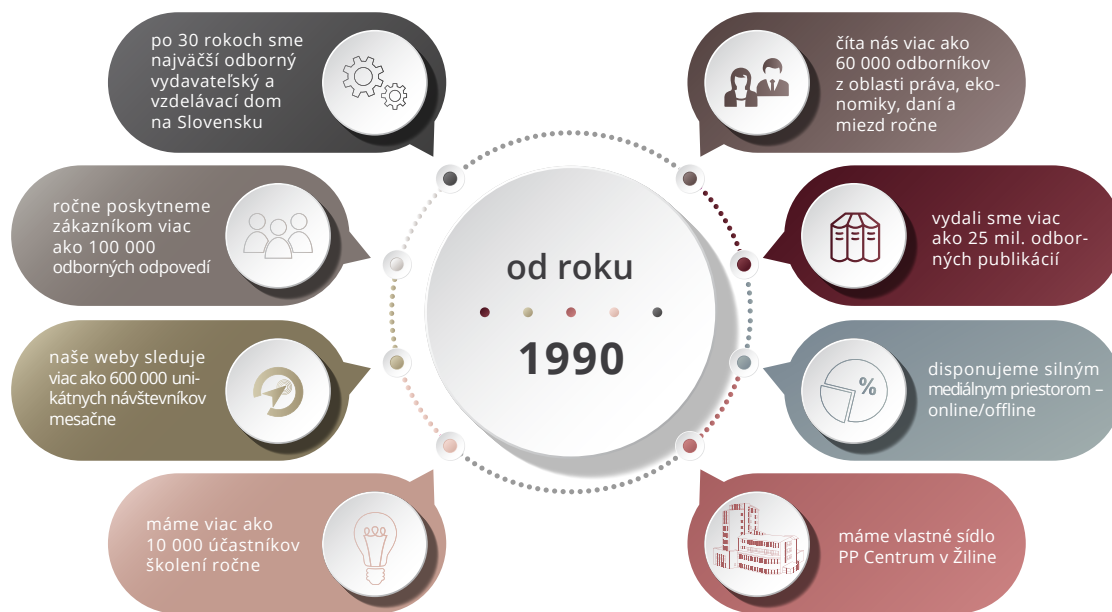 po 30 rokoch sme
najväčší odborný
vydavateľský a
vzdelávací dom
na Slovensku
číta nás viac ako
60 000 odborníkov
z oblasti práva, eko-
nomiky, daní a
miezd ročne
ročne poskytneme
zákazníkom viac
ako 100 000
odborných odpovedí
vydali sme viac
ako 25 mil. odbor-
ných publikácií
od roku
1990
naše weby sleduje
viac ako 600 000 uni-
kátnych návštevníkov
mesačne
%
disponujeme silným
mediálnym priestorom –
online/offline
máme viac ako
10 000 účastníkov
školení ročne
máme vlastné sídlo
PP Centrum v Žiline